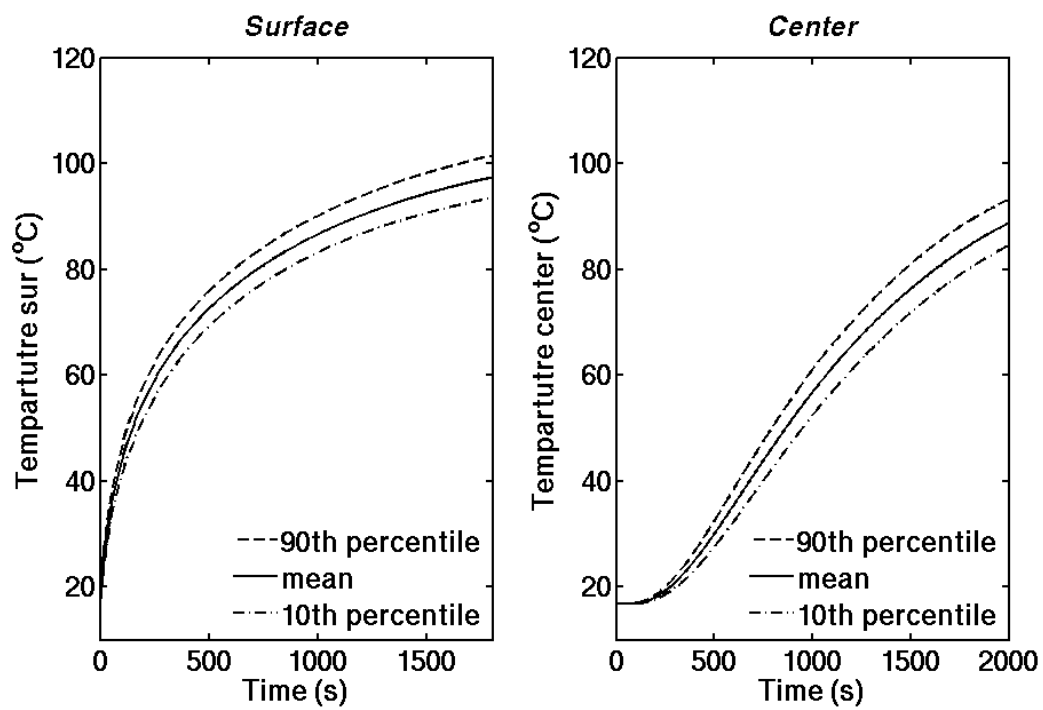 Surface
120
100
80
60
40
20
Tempartutre sur (°C)
90th percentile
mean
10th percentile
0
500
1000
1500
Time (s)
Center
120
100
80
60
40
20
Tempartutre center (°C)
90th percentile
mean
10th percentile
0
500
1000
1500
2000
Time (s)